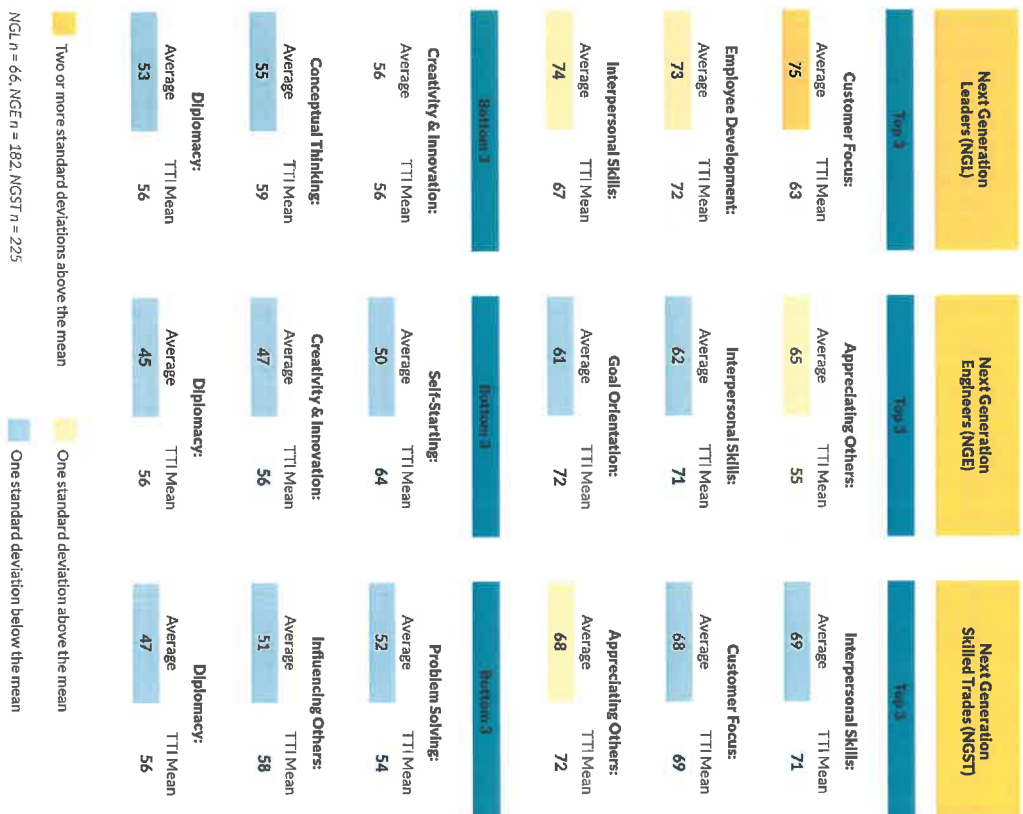 Next Generation
Leaders (NGL)
Top 3
Customer Focus:
Average TTI Mean
75 63
Employee Development:
Average TTI Mean
73 72
Interpersonal Skills:
Average TTI Mean
74 67
Bottom 3
Creativity & Innovation:
Average TTI Mean
56 56
Conceptual Thinking:
Average TTI Mean
55 59
Diplomacy:
Average TTI Mean
53 56
Next Generation
Engineers (NGE)
Top 3
Appreciating Others:
Average TTI Mean
65 55
Interpersonal Skills:
Average TTI Mean
62 71
Goal Orientation:
Average TTI Mean
61 72
Bottom 3
Self-Starting:
Average TTI Mean
50 64
Creativity & Innovation:
Average TTI Mean
47 56
Diplomacy:
Average TTI Mean
45 56
Next Generation
Skilled Trades (NGST)
Top 3
Interpersonal Skills:
Average TTI Mean
69 71
Customer Focus:
Average TTI Mean
68 69
Appreciating Others:
Average TTI Mean
68 72
Bottom 3
Problem Solving:
Average TTI Mean
52 54
Influencing Others:
Average TTI Mean
51 58
Diplomacy:
Average TTI Mean
47 56
Two or more standard deviations above the mean
One standard deviation above the mean
One standard deviation below the mean
NGL n = 66, NGE n = 182, NGST n = 225